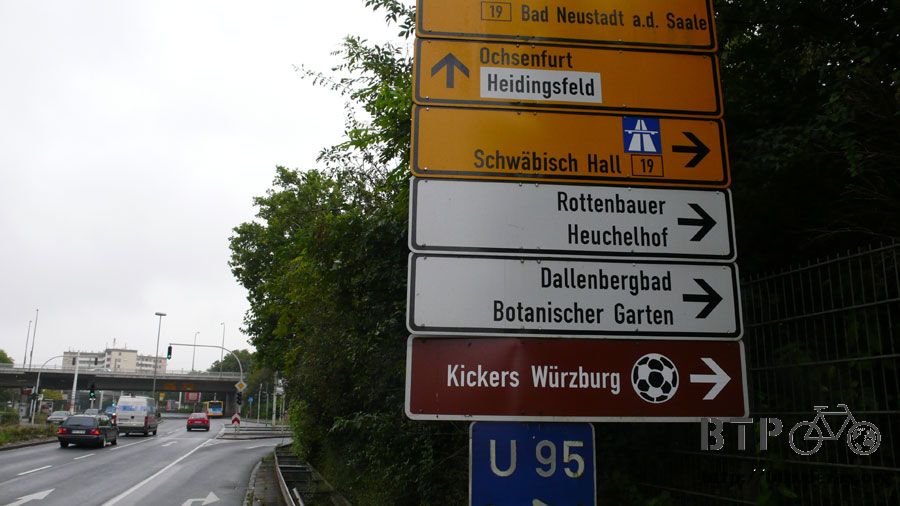 19 Bad Neustadt a.d. Saale
Ochsenfurt
Heidingsfeld
Schwäbisch Hall 19
Rottenbauer
Heuchelhof
Dallenbergbad
Botanischer Garten
Kickers Würzburg
U 95
BTP